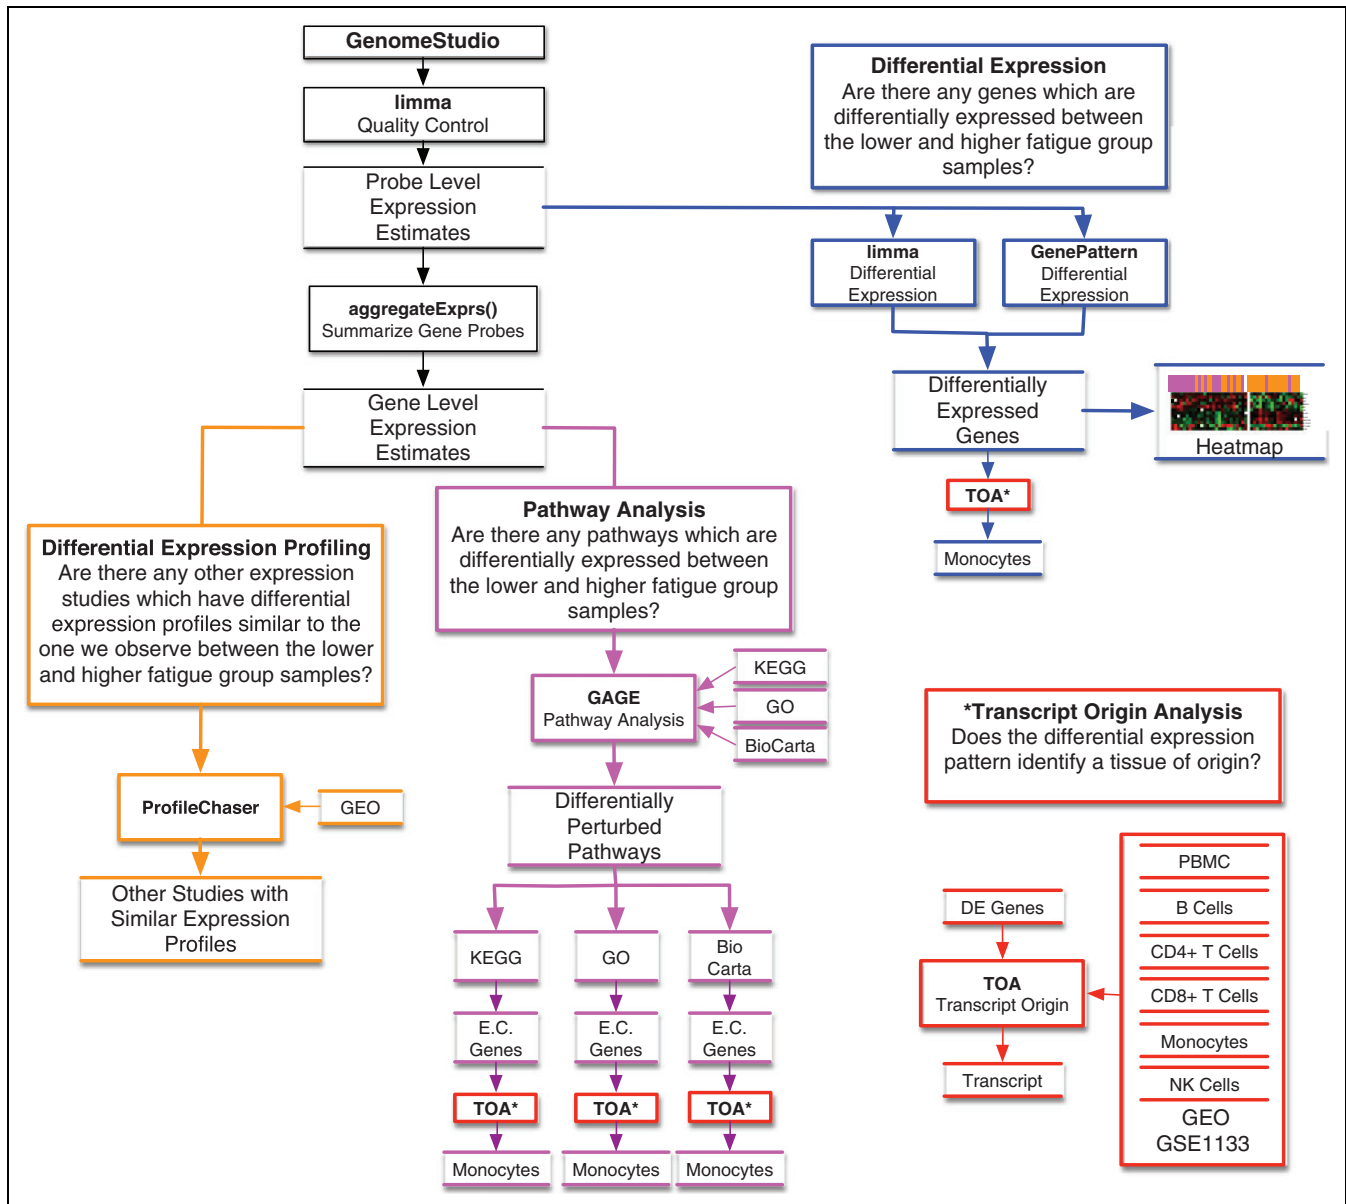 GenomeStudio
limma
Quality Control
Probe Level
Expression
Estimates
aggregateExprs()
Summarize Gene Probes
Gene Level
Expression
Estimates
Differential Expression
Are there any genes which are
differentially expressed between
the lower and higher fatigue group
samples?
limma
Differential
Expression
GenePattern
Differential
Expression
Differentially
Expressed
Genes
Heatmap
TOA*
Monocytes
Differential Expression Profiling
Are there any other expression
studies which have differential
expression profiles similar to the
one we observe between the lower
and higher fatigue group samples?
ProfileChaser
GEO
Other Studies with
Similar Expression
Profiles
Pathway Analysis
Are there any pathways which are
differentially expressed between
the lower and higher fatigue group
samples?
GAGE
Pathway Analysis
KEGG
GO
BioCarta
Differentially
Perturbed
Pathways
KEGG
GO
Bio
Carta
E.C.
Genes
E.C.
Genes
E.C.
Genes
TOA*
TOA*
TOA*
Monocytes
Monocytes
Monocytes
*Transcript Origin Analysis
Does the differential expression
pattern identify a tissue of origin?
DE Genes
TOA
Transcript Origin
Transcript
PBMC
B Cells
CD4+ T Cells
CD8+ T Cells
Monocytes
NK Cells
GEO
GSE1133